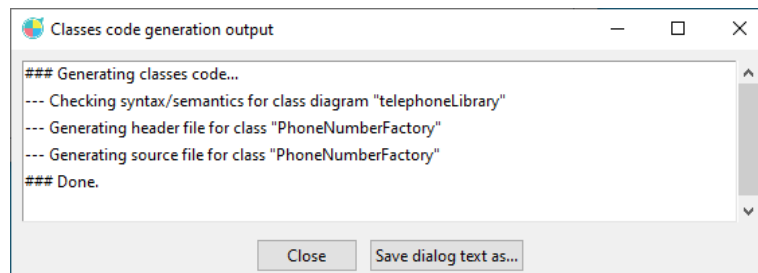 Classes code generation output
### Generating classes code...
--- Checking syntax/semantics for class diagram "telephoneLibrary"
--- Generating header file for class "PhoneNumberFactory"
--- Generating source file for class "PhoneNumberFactory"
### Done.
Close Save dialog text as...